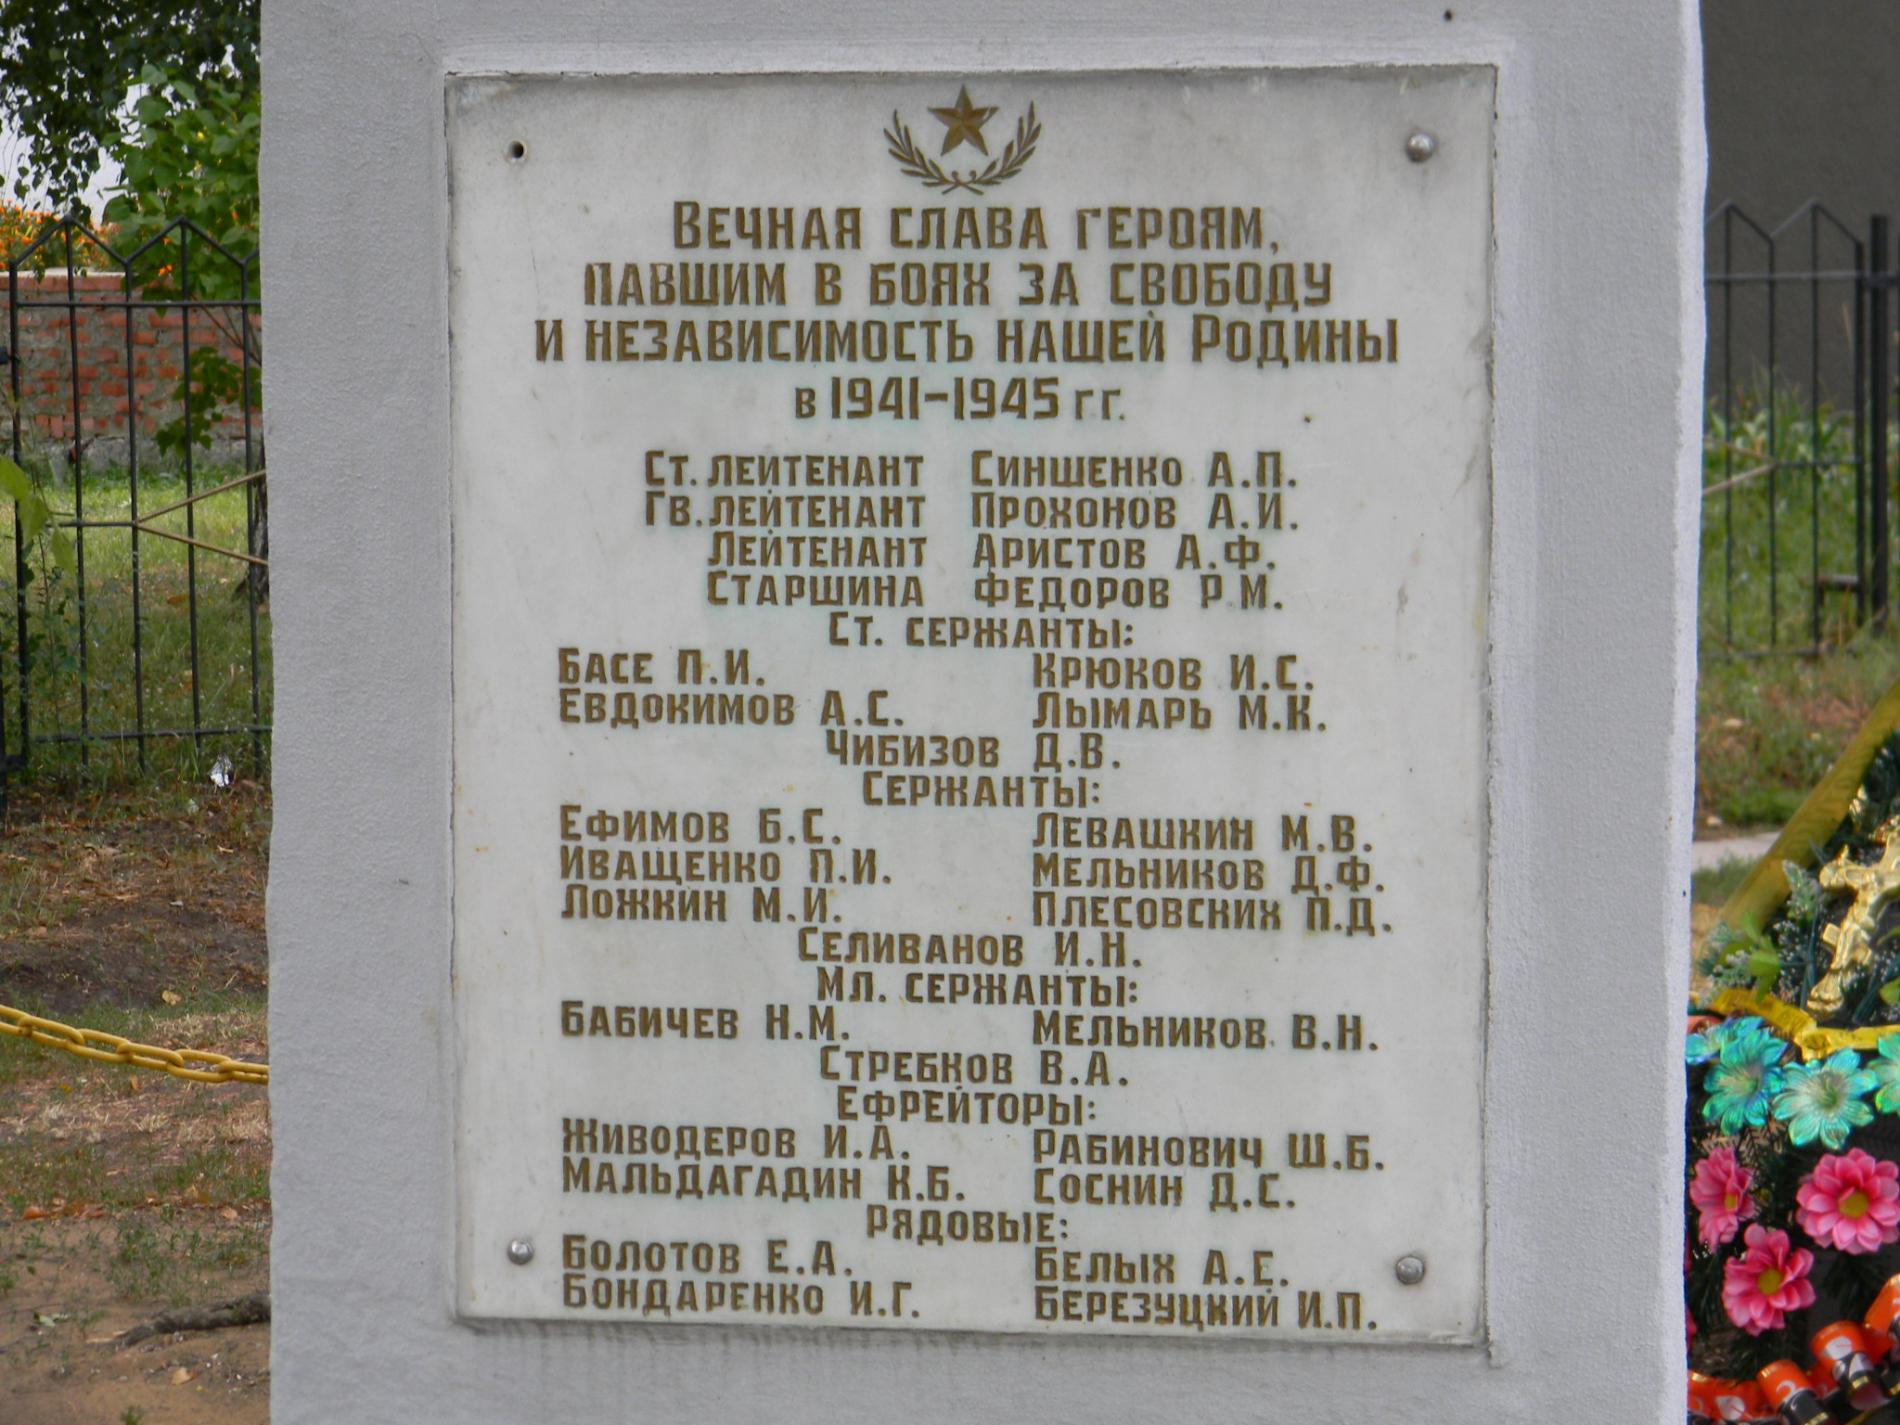 Вечная слава героям,
павшим в боях за свободу
и независимость нашей Родины
в 1941-1945 гг.
Ст. лейтенант Синшенко А.П.
Гв. лейтенант Прохонов А.И.
Лейтенант Аристов А.Ф.
Старшина Федоров Р.М.
Ст. сержанты:
Басе П.И. Крюков И.С.
Евдокимов А.С. Лымарь М.К.
Чибизов Д.В.
Сержанты:
Ефимов Б.С. Левашкин М.В.
Иващенко П.И. Мельников Д.Ф.
Ложкин М.И. Плесовских П.Д.
Селиванов И.Н.
Мл. сержанты:
Бабичев Н.М. Мельников В.Н.
Стребков В.А.
Ефрейторы:
Живодеров И.А. Рабинович Ш.Б.
Мальдагадин К.Б. Соснин Д.С.
Рядовые:
Болотов Е.А. Белых А.Е.
Бондаренко И.Г. Березуцкий И.П.